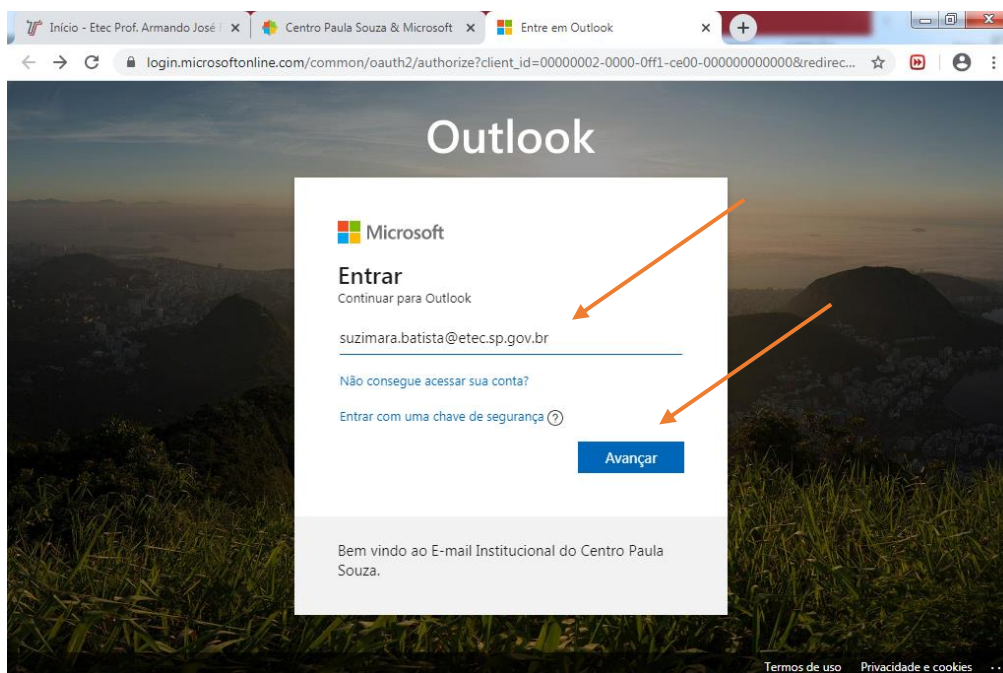 Início - Etec Prof. Armando José
Centro Paula Souza & Microsoft
Entre em Outlook
login.microsoftonline.com/common/oauth2/authorize?client_id=00000002-0000-0ff1-ce00-000000000000&redirec...
Outlook
Microsoft
Entrar
Continuar para Outlook
suzimara.batista@etec.sp.gov.br
Não consegue acessar sua conta?
Entrar com uma chave de segurança
Avançar
Bem vindo ao E-mail Institucional do Centro Paula
Souza.
Termos de uso Privacidade e cookies